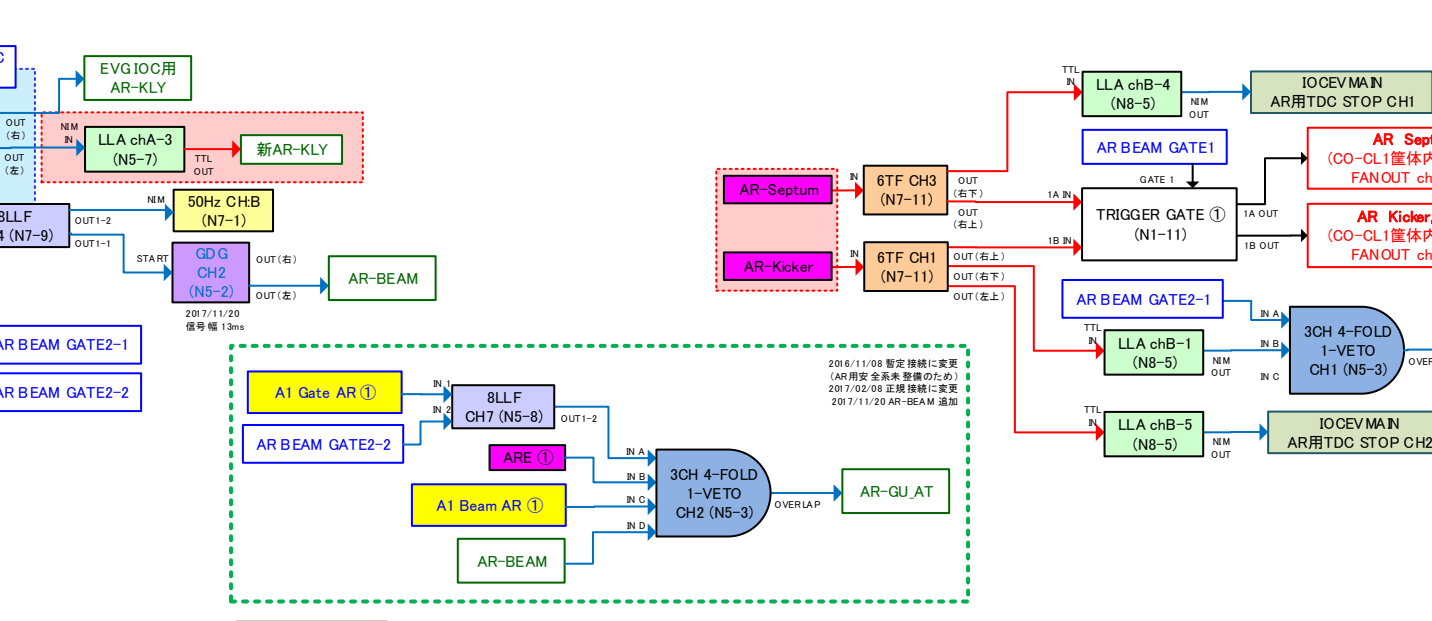 C
EVG IOC用
AR-KLY
OUT
(右)
OUT
(左)
NIM
IN
LLA chA-3
(N5-7)
TTL
OUT
新AR-KLY
8LLF
4 (N7-9)
OUT1-2
OUT1-1
NIM
50Hz CH:B
(N7-1)
START
GDG
CH2
(N5-2)
OUT(右)
OUT(左)
2017/11/20
信号幅 13ms
AR-BEAM
AR BEAM GATE2-1
AR BEAM GATE2-2
2016/11/08 暫定接続に変更
(AR用安全系未整備のため)
2017/02/08 正規接続に変更
2017/11/20 AR-BEAM 追加
A1 Gate AR ①
AR BEAM GATE2-2
IN 1
IN 2
8LLF
CH7 (N5-8)
OUT1-2
ARE ①
A1 Beam AR ①
AR-BEAM
IN A
IN B
IN C
IN D
3CH 4-FOLD
1-VETO
CH2 (N5-3)
OVERLAP
AR-GU_AT
AR-Septum
AR-Kicker
IN
6TF CH3
(N7-11)
OUT
(右下)
OUT
(右上)
IN
6TF CH1
(N7-11)
OUT(右上)
OUT(右下)
OUT(左上)
TTL
IN
LLA chB-4
(N8-5)
NIM
OUT
IOCEVMAIN
AR用TDC STOP CH1
AR BEAM GATE1
GATE 1
1A IN
1B IN
TRIGGER GATE ①
(N1-11)
1A OUT
1B OUT
AR Sept
(CO-CL1筐体内
FANOUT ch
AR Kicker,
(CO-CL1筐体内
FANOUT ch
AR BEAM GATE2-1
TTL
IN
LLA chB-1
(N8-5)
NIM
OUT
IN A
IN B
IN C
3CH 4-FOLD
1-VETO
CH1 (N5-3)
OVER
TTL
IN
LLA chB-5
(N8-5)
NIM
OUT
IOCEVMAIN
AR用TDC STOP CH2